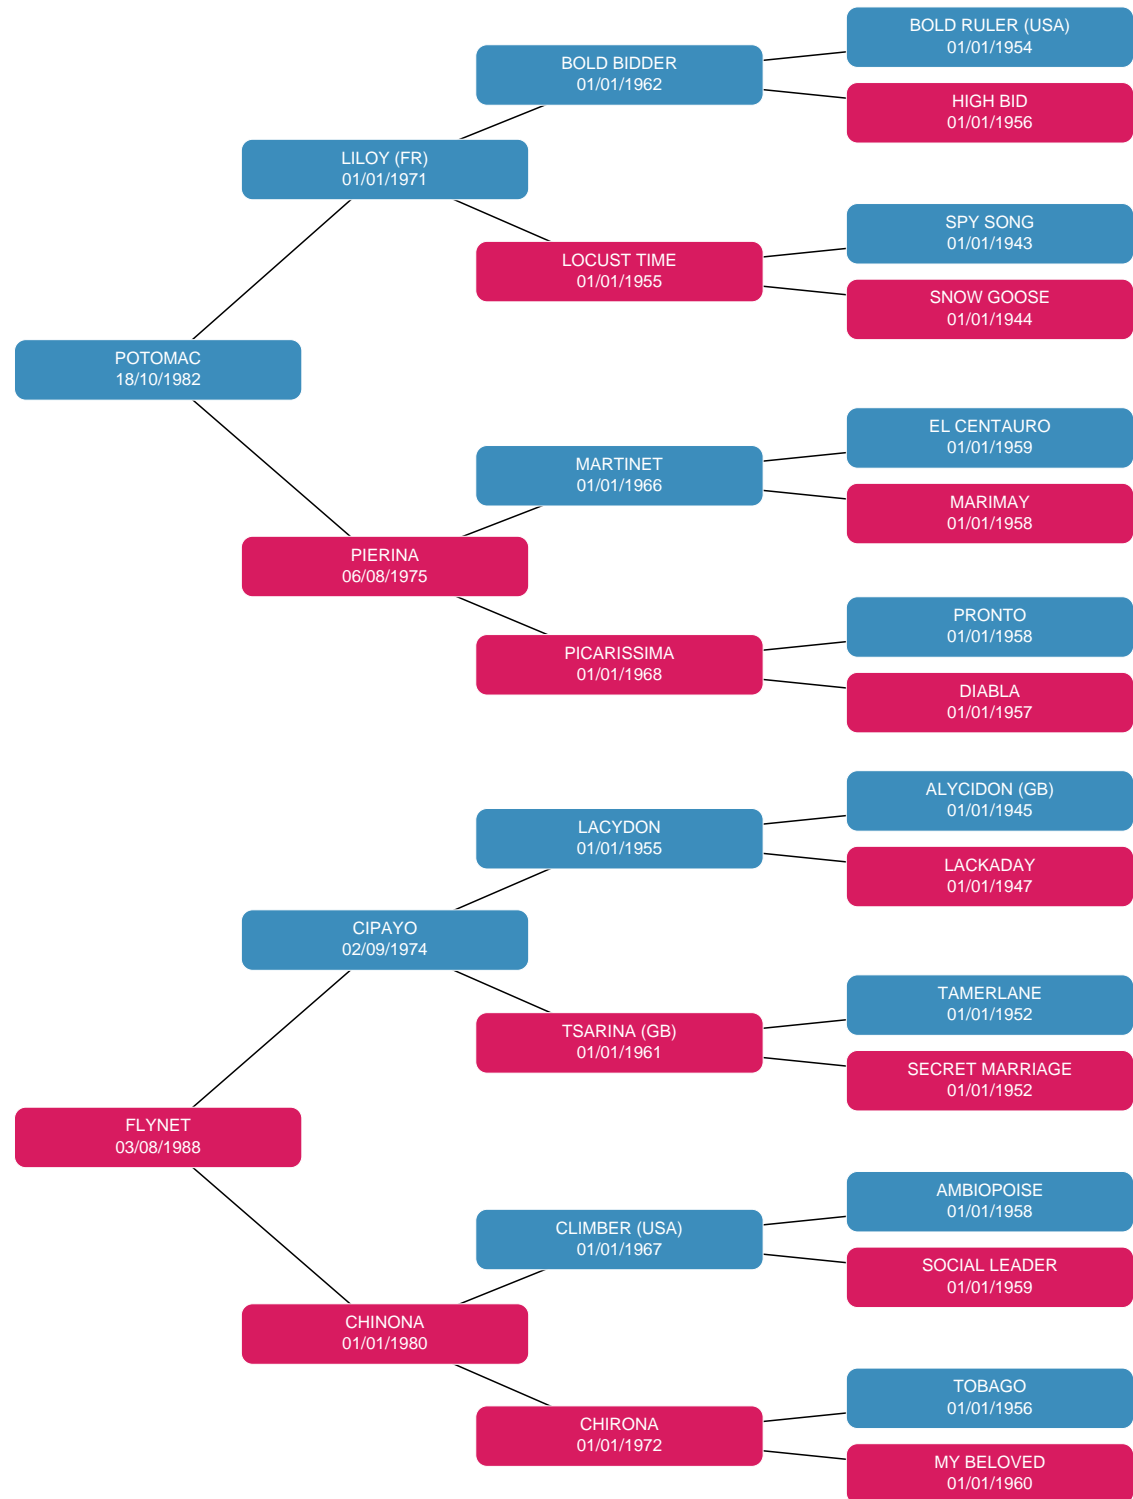 BOLD RULER (USA)
01/01/1954
BOLD BIDDER
01/01/1962
HIGH BID
01/01/1956
LILOY (FR)
01/01/1971
SPY SONG
01/01/1943
LOCUST TIME
01/01/1955
SNOW GOOSE
01/01/1944
POTOMAC
18/10/1982
EL CENTAURO
01/01/1959
MARTINET
01/01/1966
MARIMAY
01/01/1958
PIERINA
06/08/1975
PRONTO
01/01/1958
PICARISSIMA
01/01/1968
DIABLA
01/01/1957
ALYCIDON (GB)
01/01/1945
LACYDON
01/01/1955
LACKADAY
01/01/1947
CIPAYO
02/09/1974
TAMERLANE
01/01/1952
TSARINA (GB)
01/01/1961
SECRET MARRIAGE
01/01/1952
FLYNET
03/08/1988
AMBIOPOISE
01/01/1958
CLIMBER (USA)
01/01/1967
SOCIAL LEADER
01/01/1959
CHINONA
01/01/1980
TOBAGO
01/01/1956
CHIRONA
01/01/1972
MY BELOVED
01/01/1960